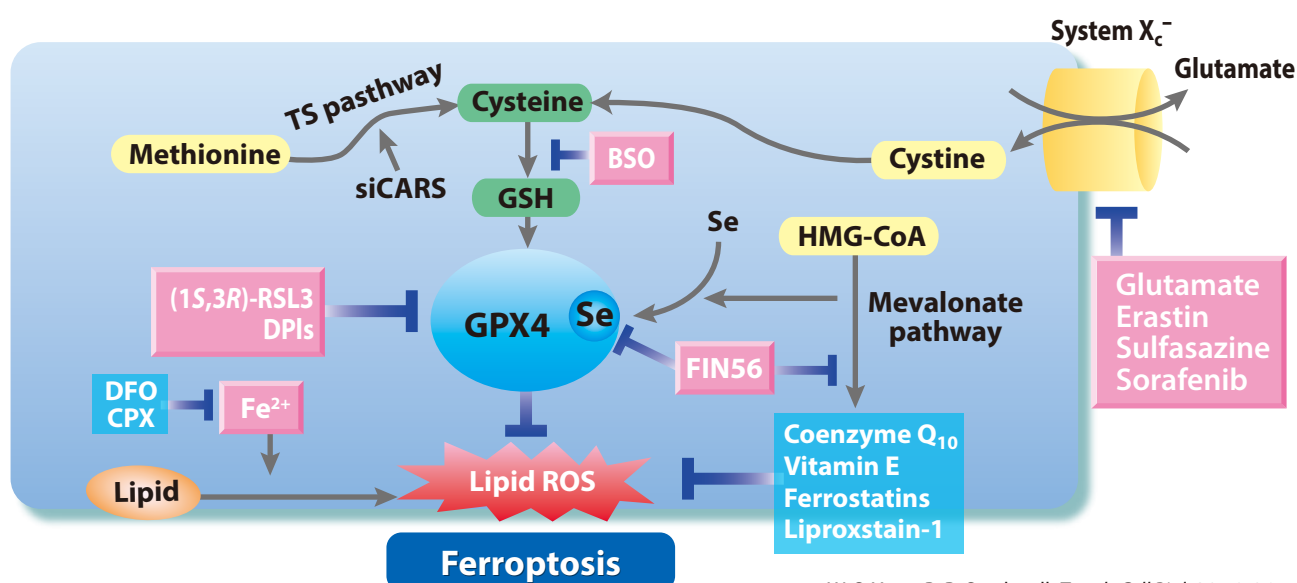 System Xc−
Glutamate
TS pasthway
Cysteine
Methionine
BSO
Cystine
siCARS
GSH
Se
HMG-CoA
(1S,3R)-RSL3
DPls
GPX4
Se
Mevalonate
pathway
Glutamate
Erastin
Sulfasazine
Sorafenib
FIN56
DFO
CPX
Fe2+
Coenzyme Q10
Vitamin E
Ferrostatins
Liproxstain-1
Lipid
Lipid ROS
Ferroptosis